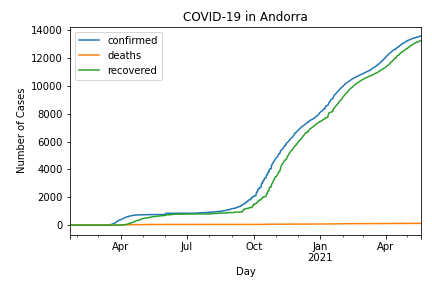 COVID-19 in Andorra
confirmed
deaths
recovered
Number of Cases
14000
12000
10000
8000
6000
4000
2000
0
Apr
Jul
Oct
Jan
2021
Apr
Day